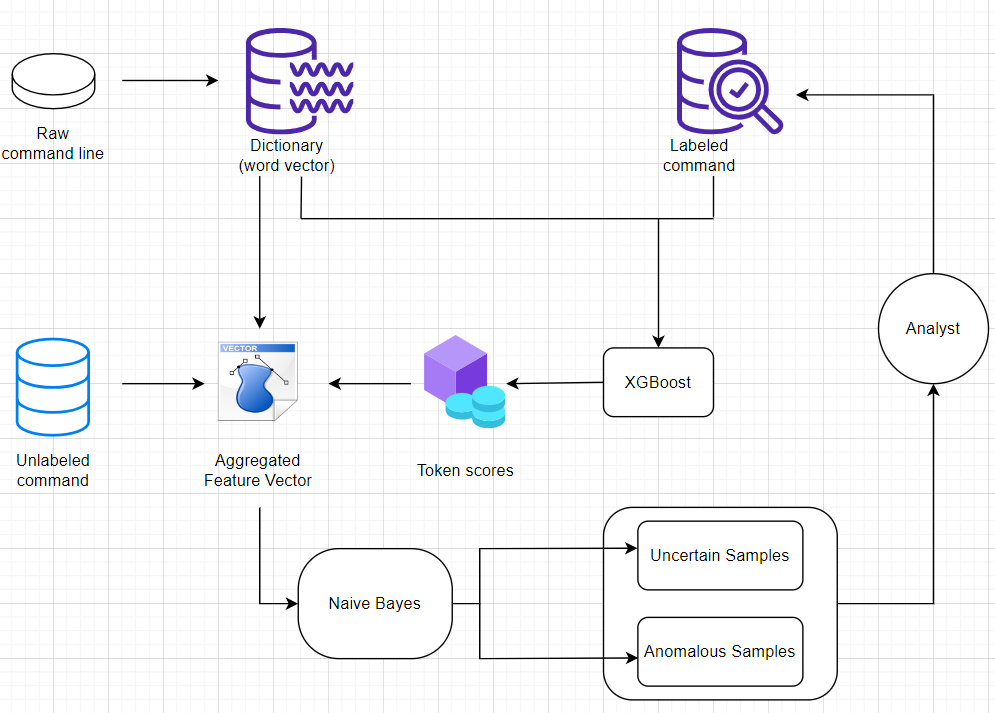 Raw
command line
Dictionary
(word vector)
Labeled
command
Analyst
VECTOR
XGBoost
Unlabeled
command
Aggregated
Feature Vector
Token scores
Naive Bayes
Uncertain Samples
Anomalous Samples